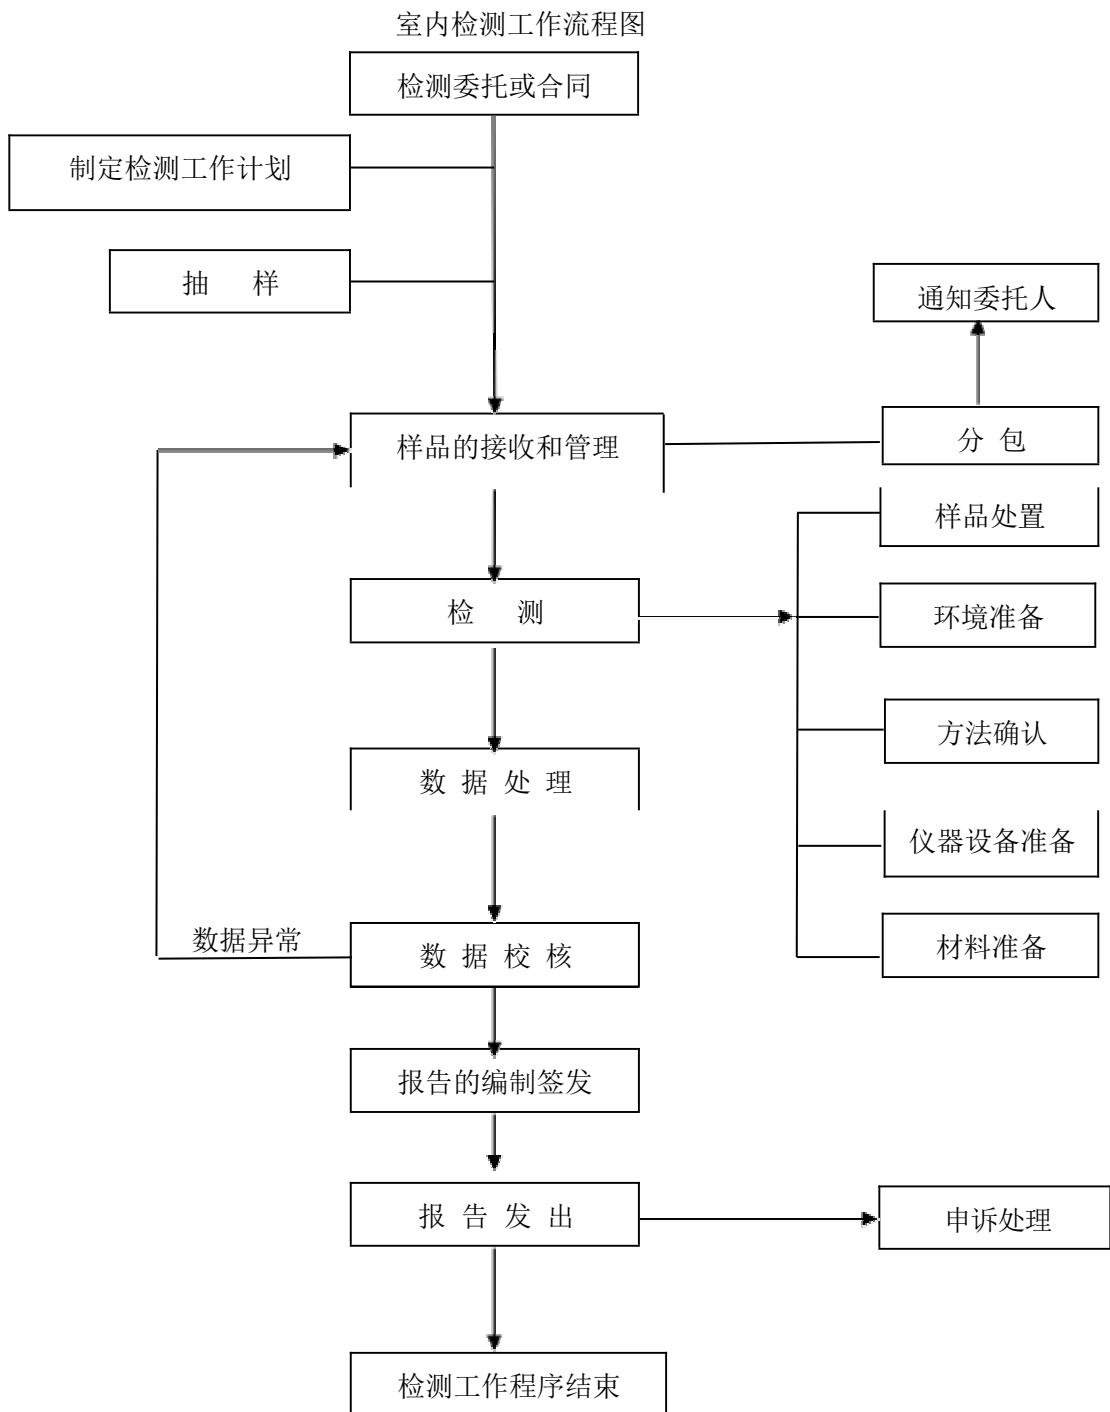 室内检测工作流程图
检测委托或合同
制定检测工作计划
抽 样
通知委托人
样品的接收和管理
分 包
样品处置
检 测
环境准备
方法确认
数 据 处 理
仪器设备准备
数据异常
数 据 校 核
材料准备
报告的编制签发
报 告 发 出
申诉处理
检测工作程序结束